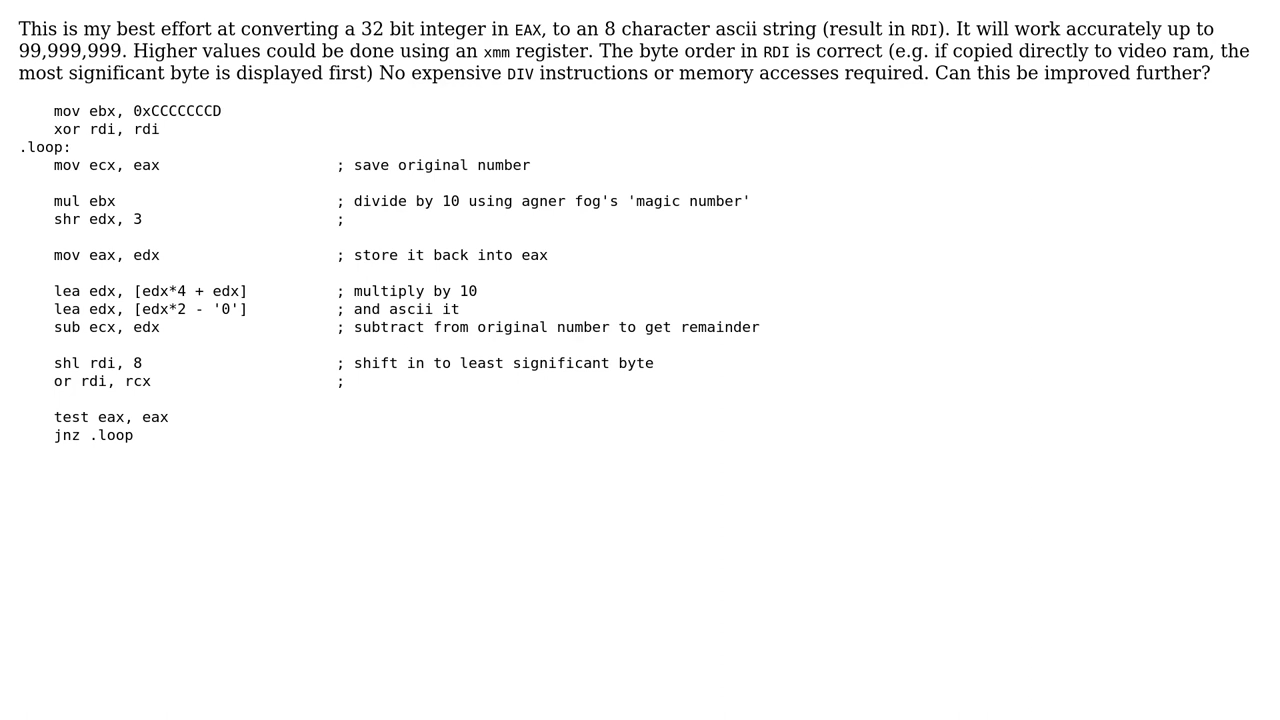 This is my best effort at converting a 32 bit integer in EAX, to an 8 character ascii string (result in RDI). It will work accurately up to
99,999,999. Higher values could be done using an xmm register. The byte order in RDI is correct (e.g. if copied directly to video ram, the
most significant byte is displayed first) No expensive DIV instructions or memory accesses required. Can this be improved further?
    mov ebx, 0xCCCCCCCD
    xor rdi, rdi
.loop:
    mov ecx, eax                    ; save original number
    mul ebx                         ; divide by 10 using agner fog's 'magic number'
    shr edx, 3                      ;
    mov eax, edx                    ; store it back into eax
    lea edx, [edx*4 + edx]          ; multiply by 10
    lea edx, [edx*2 - '0']          ; and ascii it
    sub ecx, edx                    ; subtract from original number to get remainder
    shl rdi, 8                      ; shift in to least significant byte
    or rdi, rcx                     ;
    test eax, eax
    jnz .loop